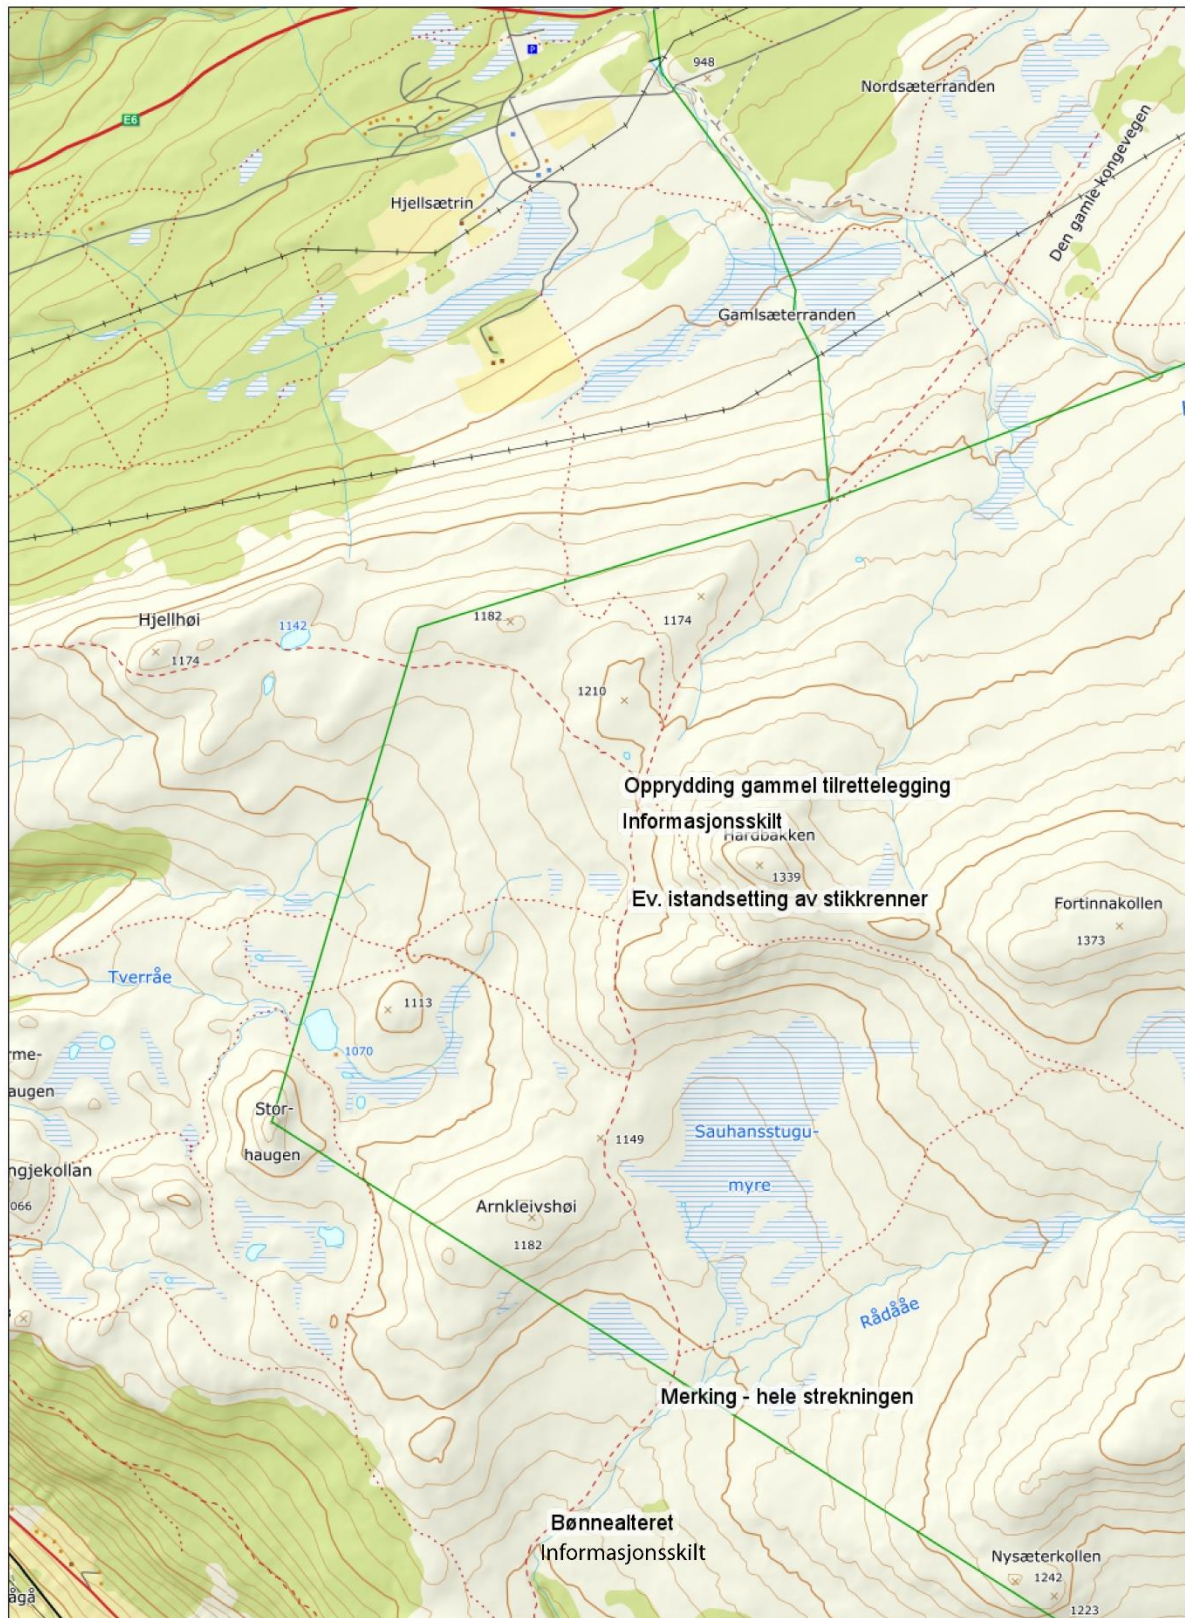 P
948
Nordsæterranden
E6
Den gamle kongevegen
Hjellsætrin
Gamlsæterranden
Hjellhøi
1142
1174
1182
1174
1210
Opprydding gammel tilrettelegging
Informasjonsskilt
Hardbakken
1339
Ev. istandsetting av stikkrenner
Fortinnakollen
1373
Tverråe
1113
1070
rme-
augen
Stor-
haugen
1149
Sauhansstugu-
myre
ngjekollan
066
Arnkleivshøi
1182
Rådååe
Merking - hele strekningen
Bønnealteret
Informasjonsskilt
Nysæterkollen
1242
1223
ågå